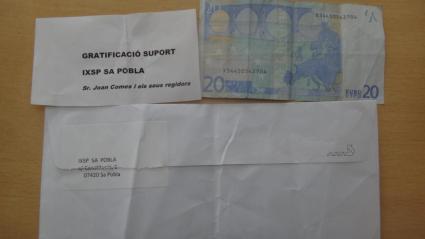 GRATIFICACIÓ SUPORT
IXSP SA POBLA
Sr. Joan Comes i els seus regidors
20
20
EURO
IXSP SA POBLA
07420 Sa Pobla